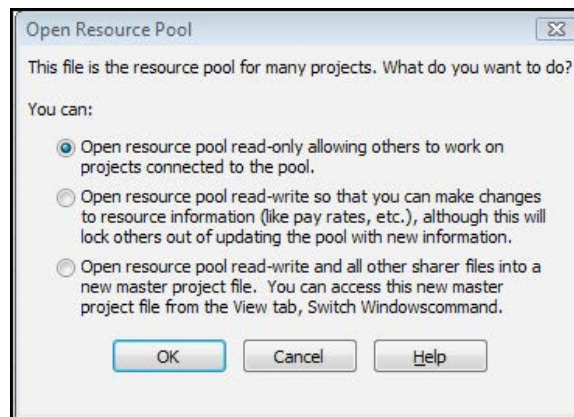 Open Resource Pool
This file is the resource pool for many projects. What do you want to do?
You can:
Open resource pool read-only allowing others to work on
projects connected to the pool.
Open resource pool read-write so that you can make changes
to resource information (like pay rates, etc.), although this will
lock others out of updating the pool with new information.
Open resource pool read-write and all other sharer files into a
new master project file. You can access this new master
project file from the View tab, Switch Windowscommand.
OK Cancel Help